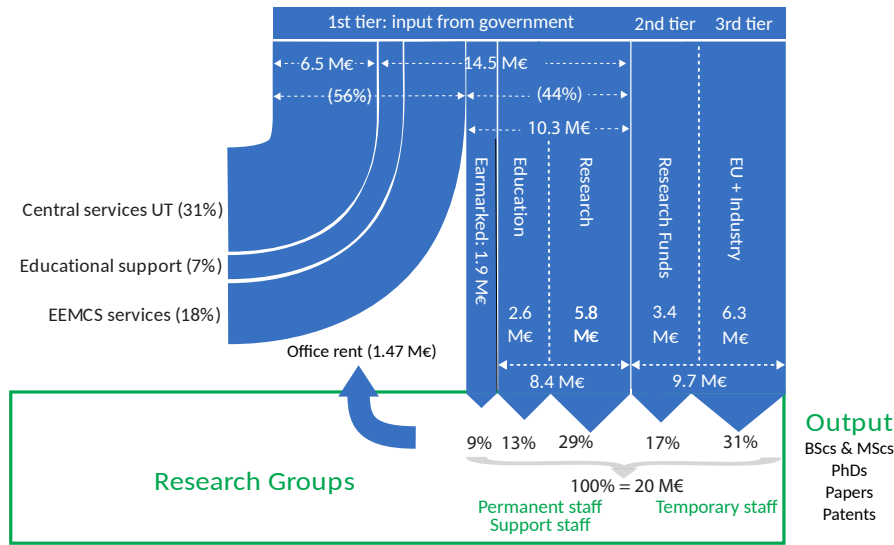 1st tier: input from government
2nd tier
3rd tier
6.5 M€
14.5 M€
(56%)
(44%)
10.3 M€
Earmarked: 1.9 M€
Education
Research
Research Funds
EU + Industry
Central services UT (31%)
Educational support (7%)
EEMCS services (18%)
2.6
M€
5.8
M€
3.4
M€
6.3
M€
Office rent (1.47 M€)
8.4 M€
9.7 M€
9%
13%
29%
17%
31%
Research Groups
100% = 20 M€
Permanent staff
Support staff
Temporary staff
Output
BScs & MScs
PhDs
Papers
Patents